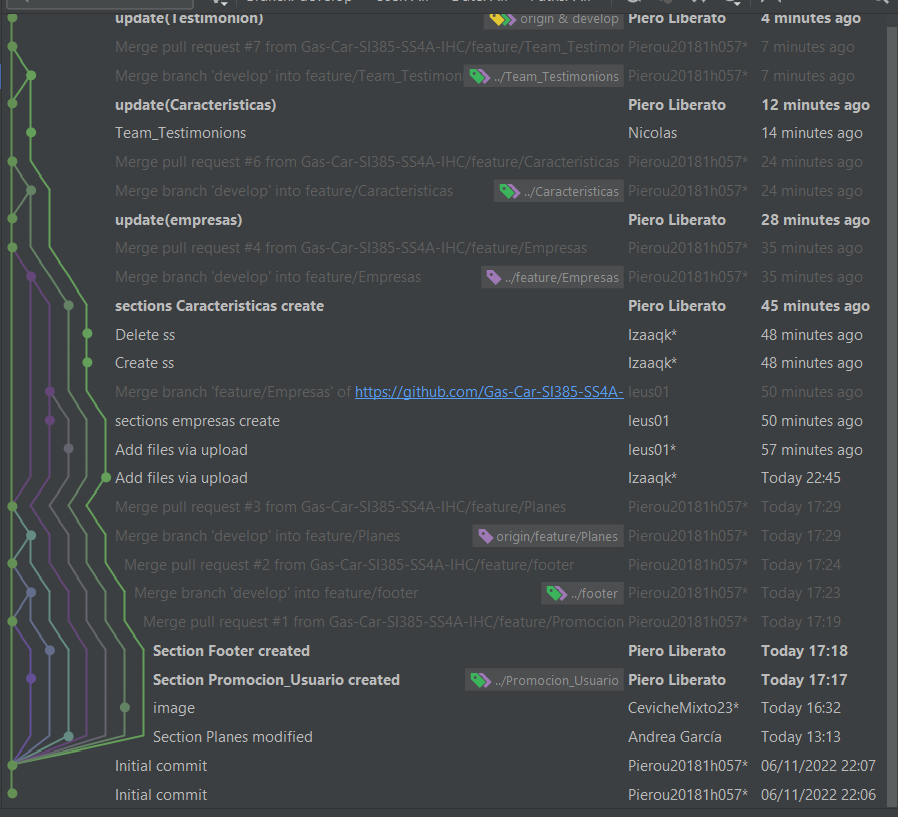 update(Testimonion) origin & develop Piero Liberato 4 minutes ago
Merge pull request #7 from Gas-Car-SI385-SS4A-IHC/feature/Team_Testimor Pierou20181h057* 7 minutes ago
Merge branch 'develop' into feature/Team_Testimon ../Team_Testimonions Pierou20181h057* 7 minutes ago
update(Caracteristicas) Piero Liberato 12 minutes ago
Team_Testimonions Nicolas 14 minutes ago
Merge pull request #6 from Gas-Car-SI385-SS4A-IHC/feature/Caracteristicas Pierou20181h057* 24 minutes ago
Merge branch 'develop' into feature/Caracteristicas ../Caracteristicas Pierou20181h057* 24 minutes ago
update(empresas) Piero Liberato 28 minutes ago
Merge pull request #4 from Gas-Car-SI385-SS4A-IHC/feature/Empresas Pierou20181h057* 35 minutes ago
Merge branch 'develop' into feature/Empresas ../feature/Empresas Pierou20181h057* 35 minutes ago
sections Caracteristicas create Piero Liberato 45 minutes ago
Delete ss Izaaqk* 48 minutes ago
Create ss Izaaqk* 48 minutes ago
Merge branch 'feature/Empresas' of https://github.com/Gas-Car-SI385-SS4A- Ieus01 50 minutes ago
sections empresas create Ieus01 50 minutes ago
Add files via upload Ieus01* 57 minutes ago
Add files via upload Izaaqk* Today 22:45
Merge pull request #3 from Gas-Car-SI385-SS4A-IHC/feature/Planes Pierou20181h057* Today 17:29
Merge branch 'develop' into feature/Planes origin/feature/Planes Pierou20181h057* Today 17:29
Merge pull request #2 from Gas-Car-SI385-SS4A-IHC/feature/footer Pierou20181h057* Today 17:24
Merge branch 'develop' into feature/footer ../footer Pierou20181h057* Today 17:23
Merge pull request #1 from Gas-Car-SI385-SS4A-IHC/feature/Promocion Pierou20181h057* Today 17:19
Section Footer created Piero Liberato Today 17:18
Section Promocion_Usuario created ../Promocion_Usuario Piero Liberato Today 17:17
image CevicheMixto23* Today 16:32
Section Planes modified Andrea García Today 13:13
Initial commit Pierou20181h057* 06/11/2022 22:07
Initial commit Pierou20181h057* 06/11/2022 22:06